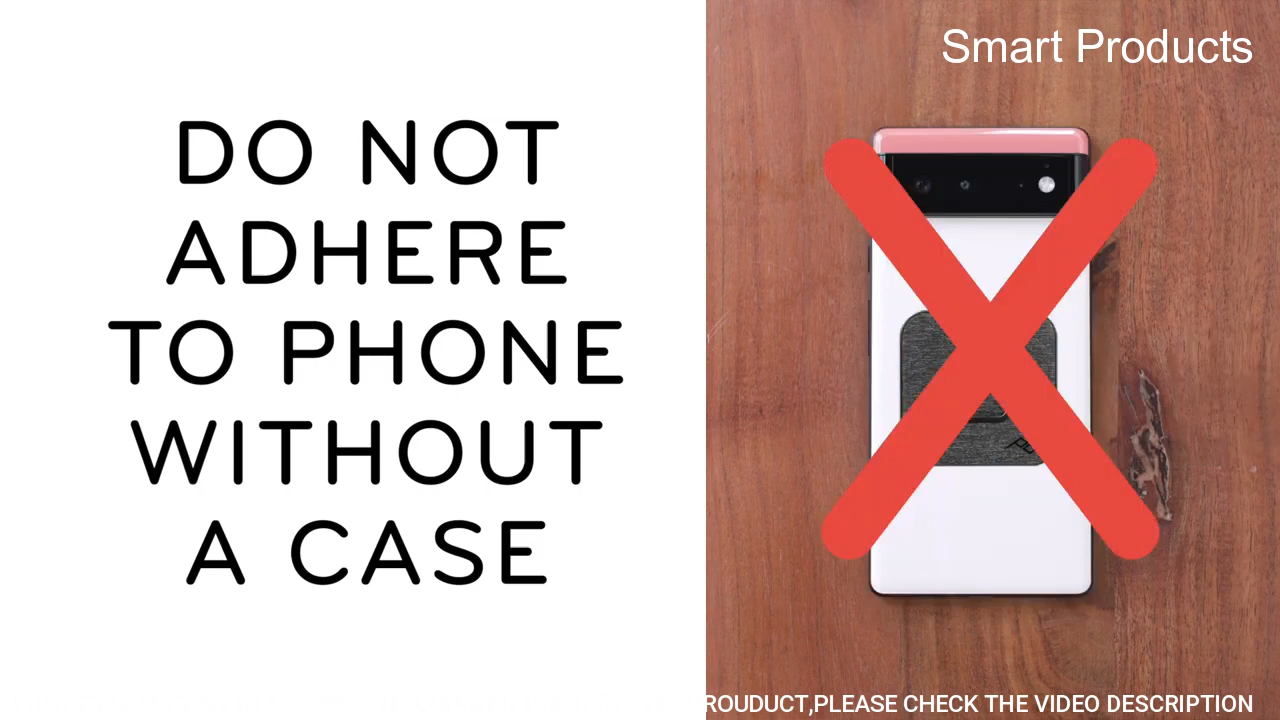 Smart Products
DO NOT
ADHERE
TO PHONE
WITHOUT
A CASE
ROUDUCT,PLEASE CHECK THE VIDEO DESCRIPTION